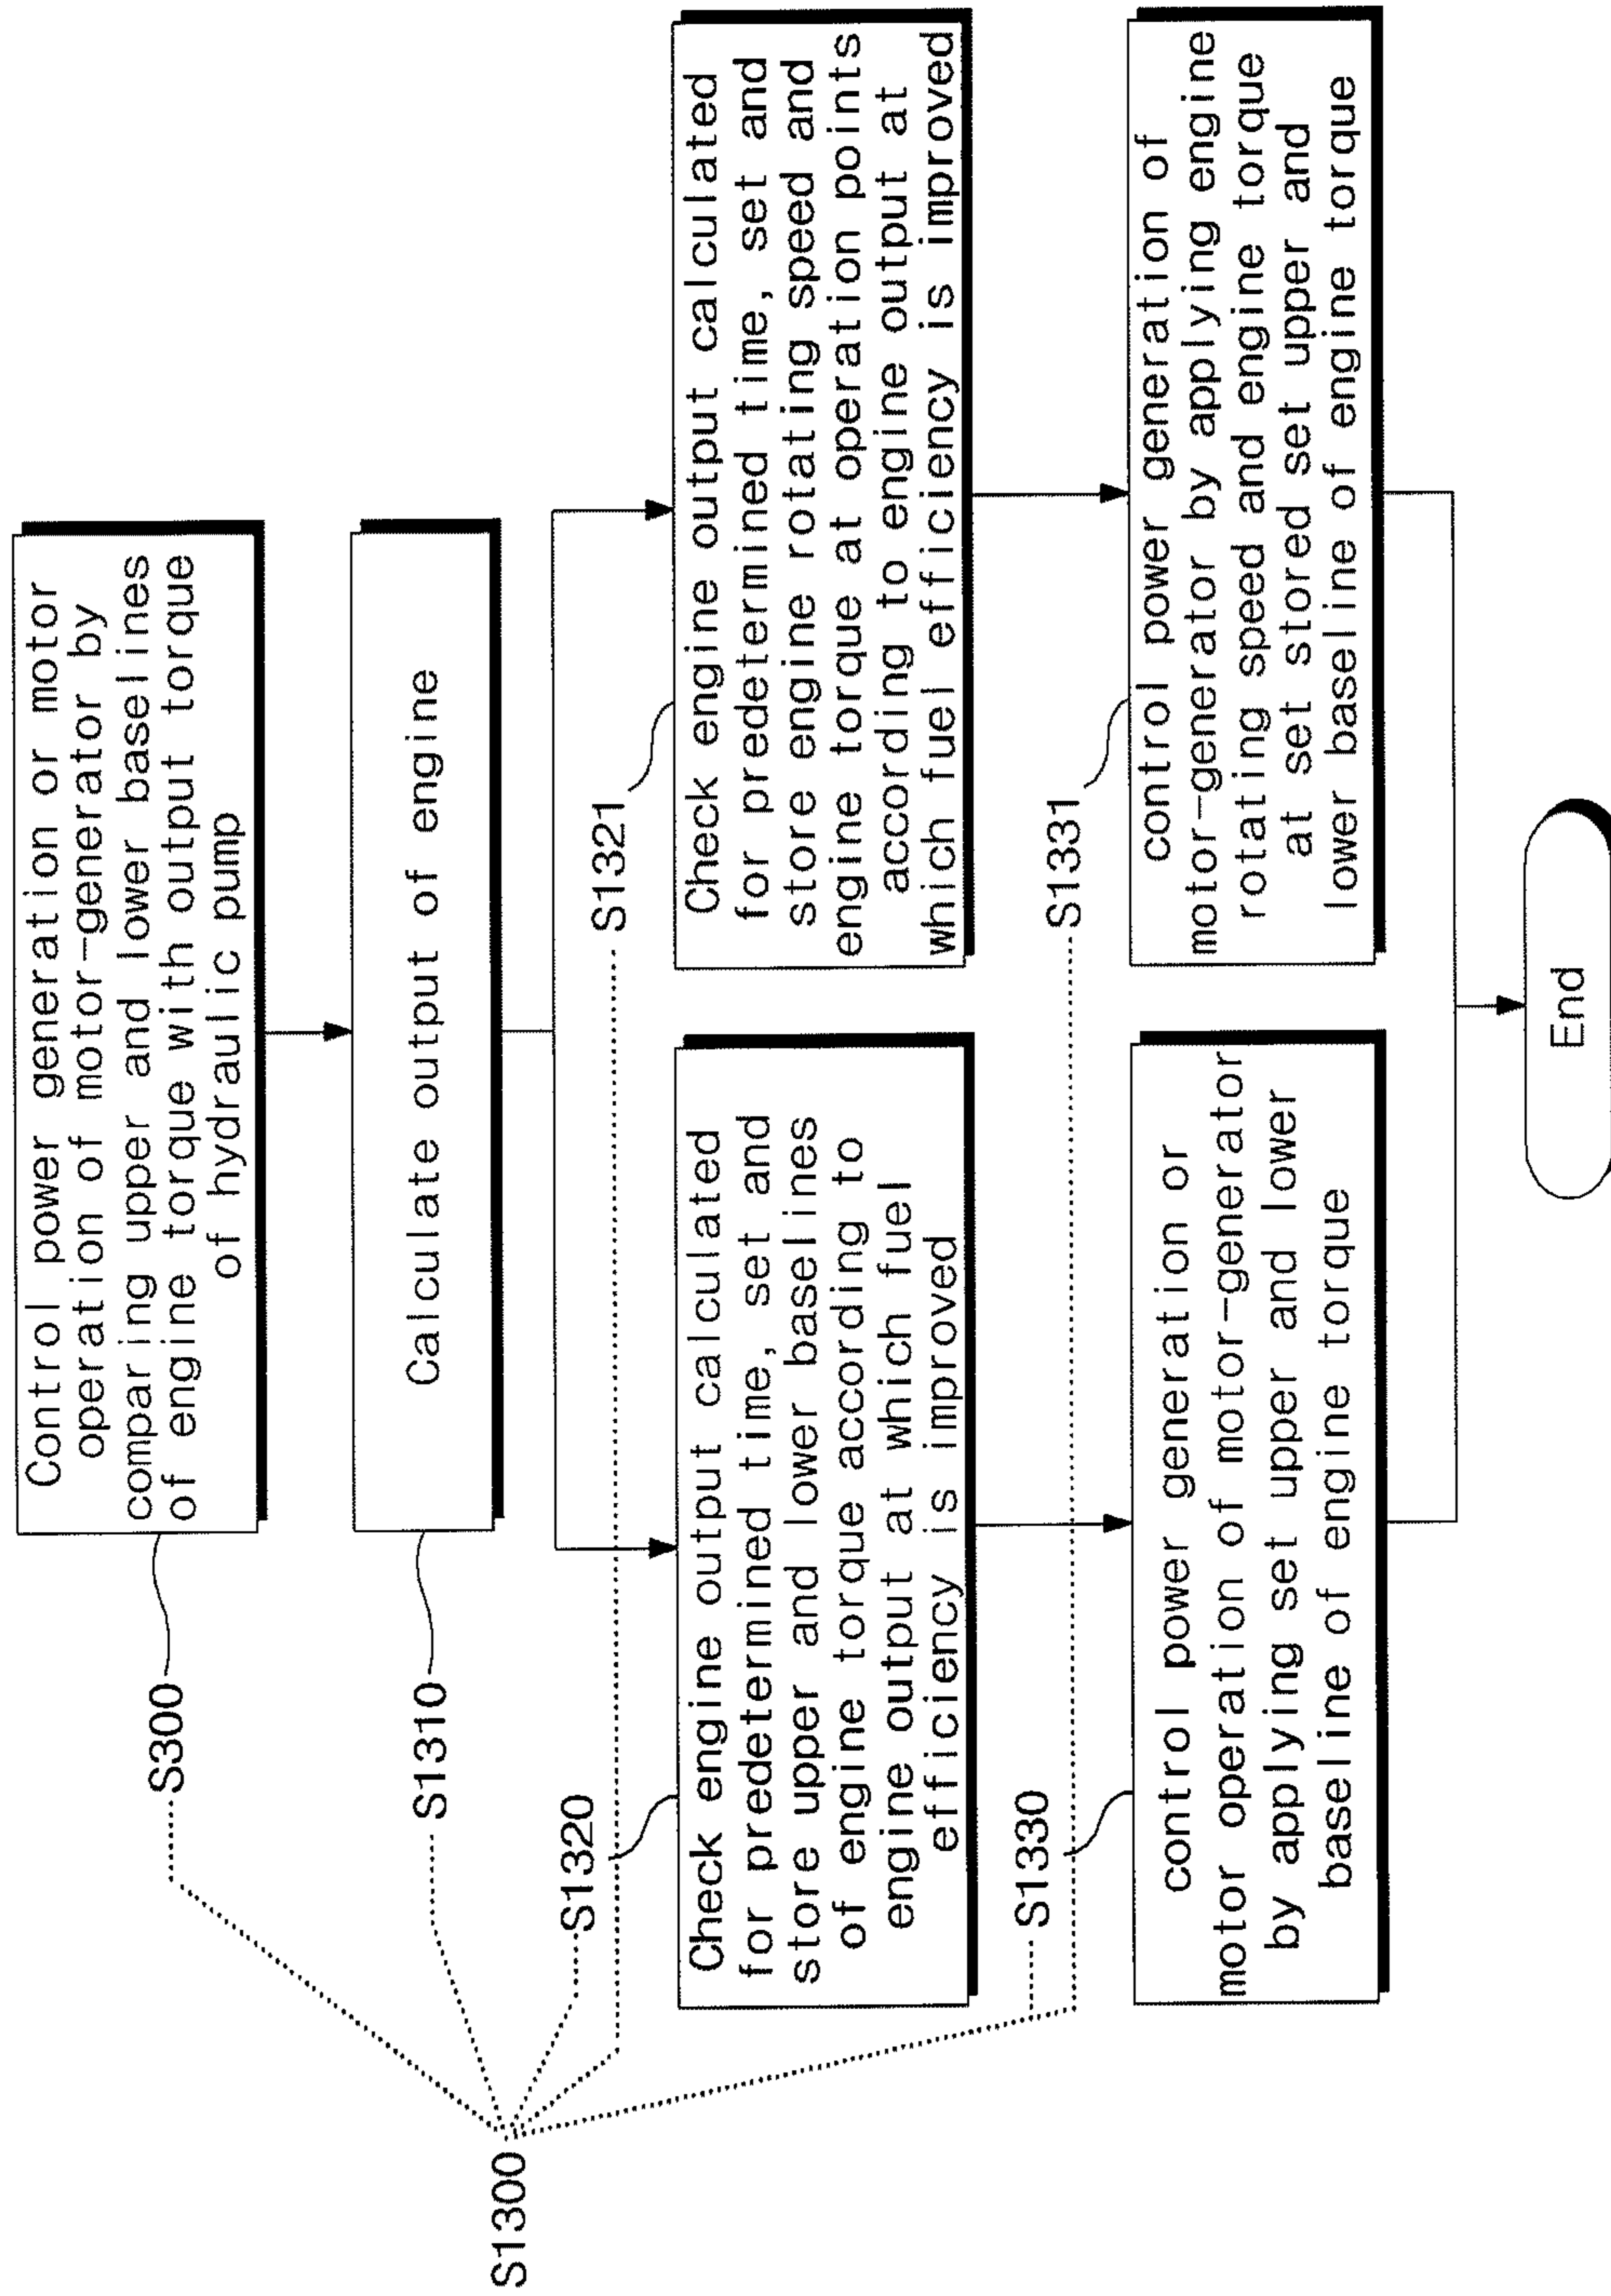 S1300
S300
Control power generation or motor
operation of motor-generator by
comparing upper and lower baselines
of engine torque with output torque
of hydraulic pump
S1310
Calculate output of engine
S1320
Check engine output calculated
for predetermined time, set and
store upper and lower baselines
of engine torque according to
engine output at which fuel
efficiency is improved
S1321
Check engine output calculated
for predetermined time, set and
store engine rotating speed and
engine torque at operation points
according to engine output at
which fuel efficiency is improved
S1330
control power generation or
motor operation of motor-generator
by applying set upper and lower
baseline of engine torque
S1331
control power generation of
motor-generator by applying engine
rotating speed and engine torque
at set stored set upper and
lower baseline of engine torque
End